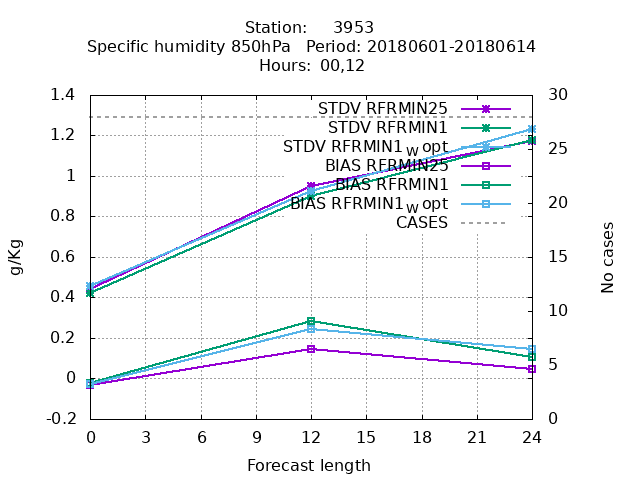 Station: 3953
Specific humidity 850hPa Period: 20180601-20180614
Hours: 00,12
1.4
1.2
1
0.8
0.6
0.4
0.2
0
-0.2
g/Kg
STDV RFRMIN25
STDV RFRMIN1
STDV RFRMIN1W opt
BIAS RFRMIN25
BIAS RFRMIN1
BIAS RFRMIN1W opt
CASES
30
25
20
15
10
5
0
No cases
0 3 6 9 12 15 18 21 24
Forecast length